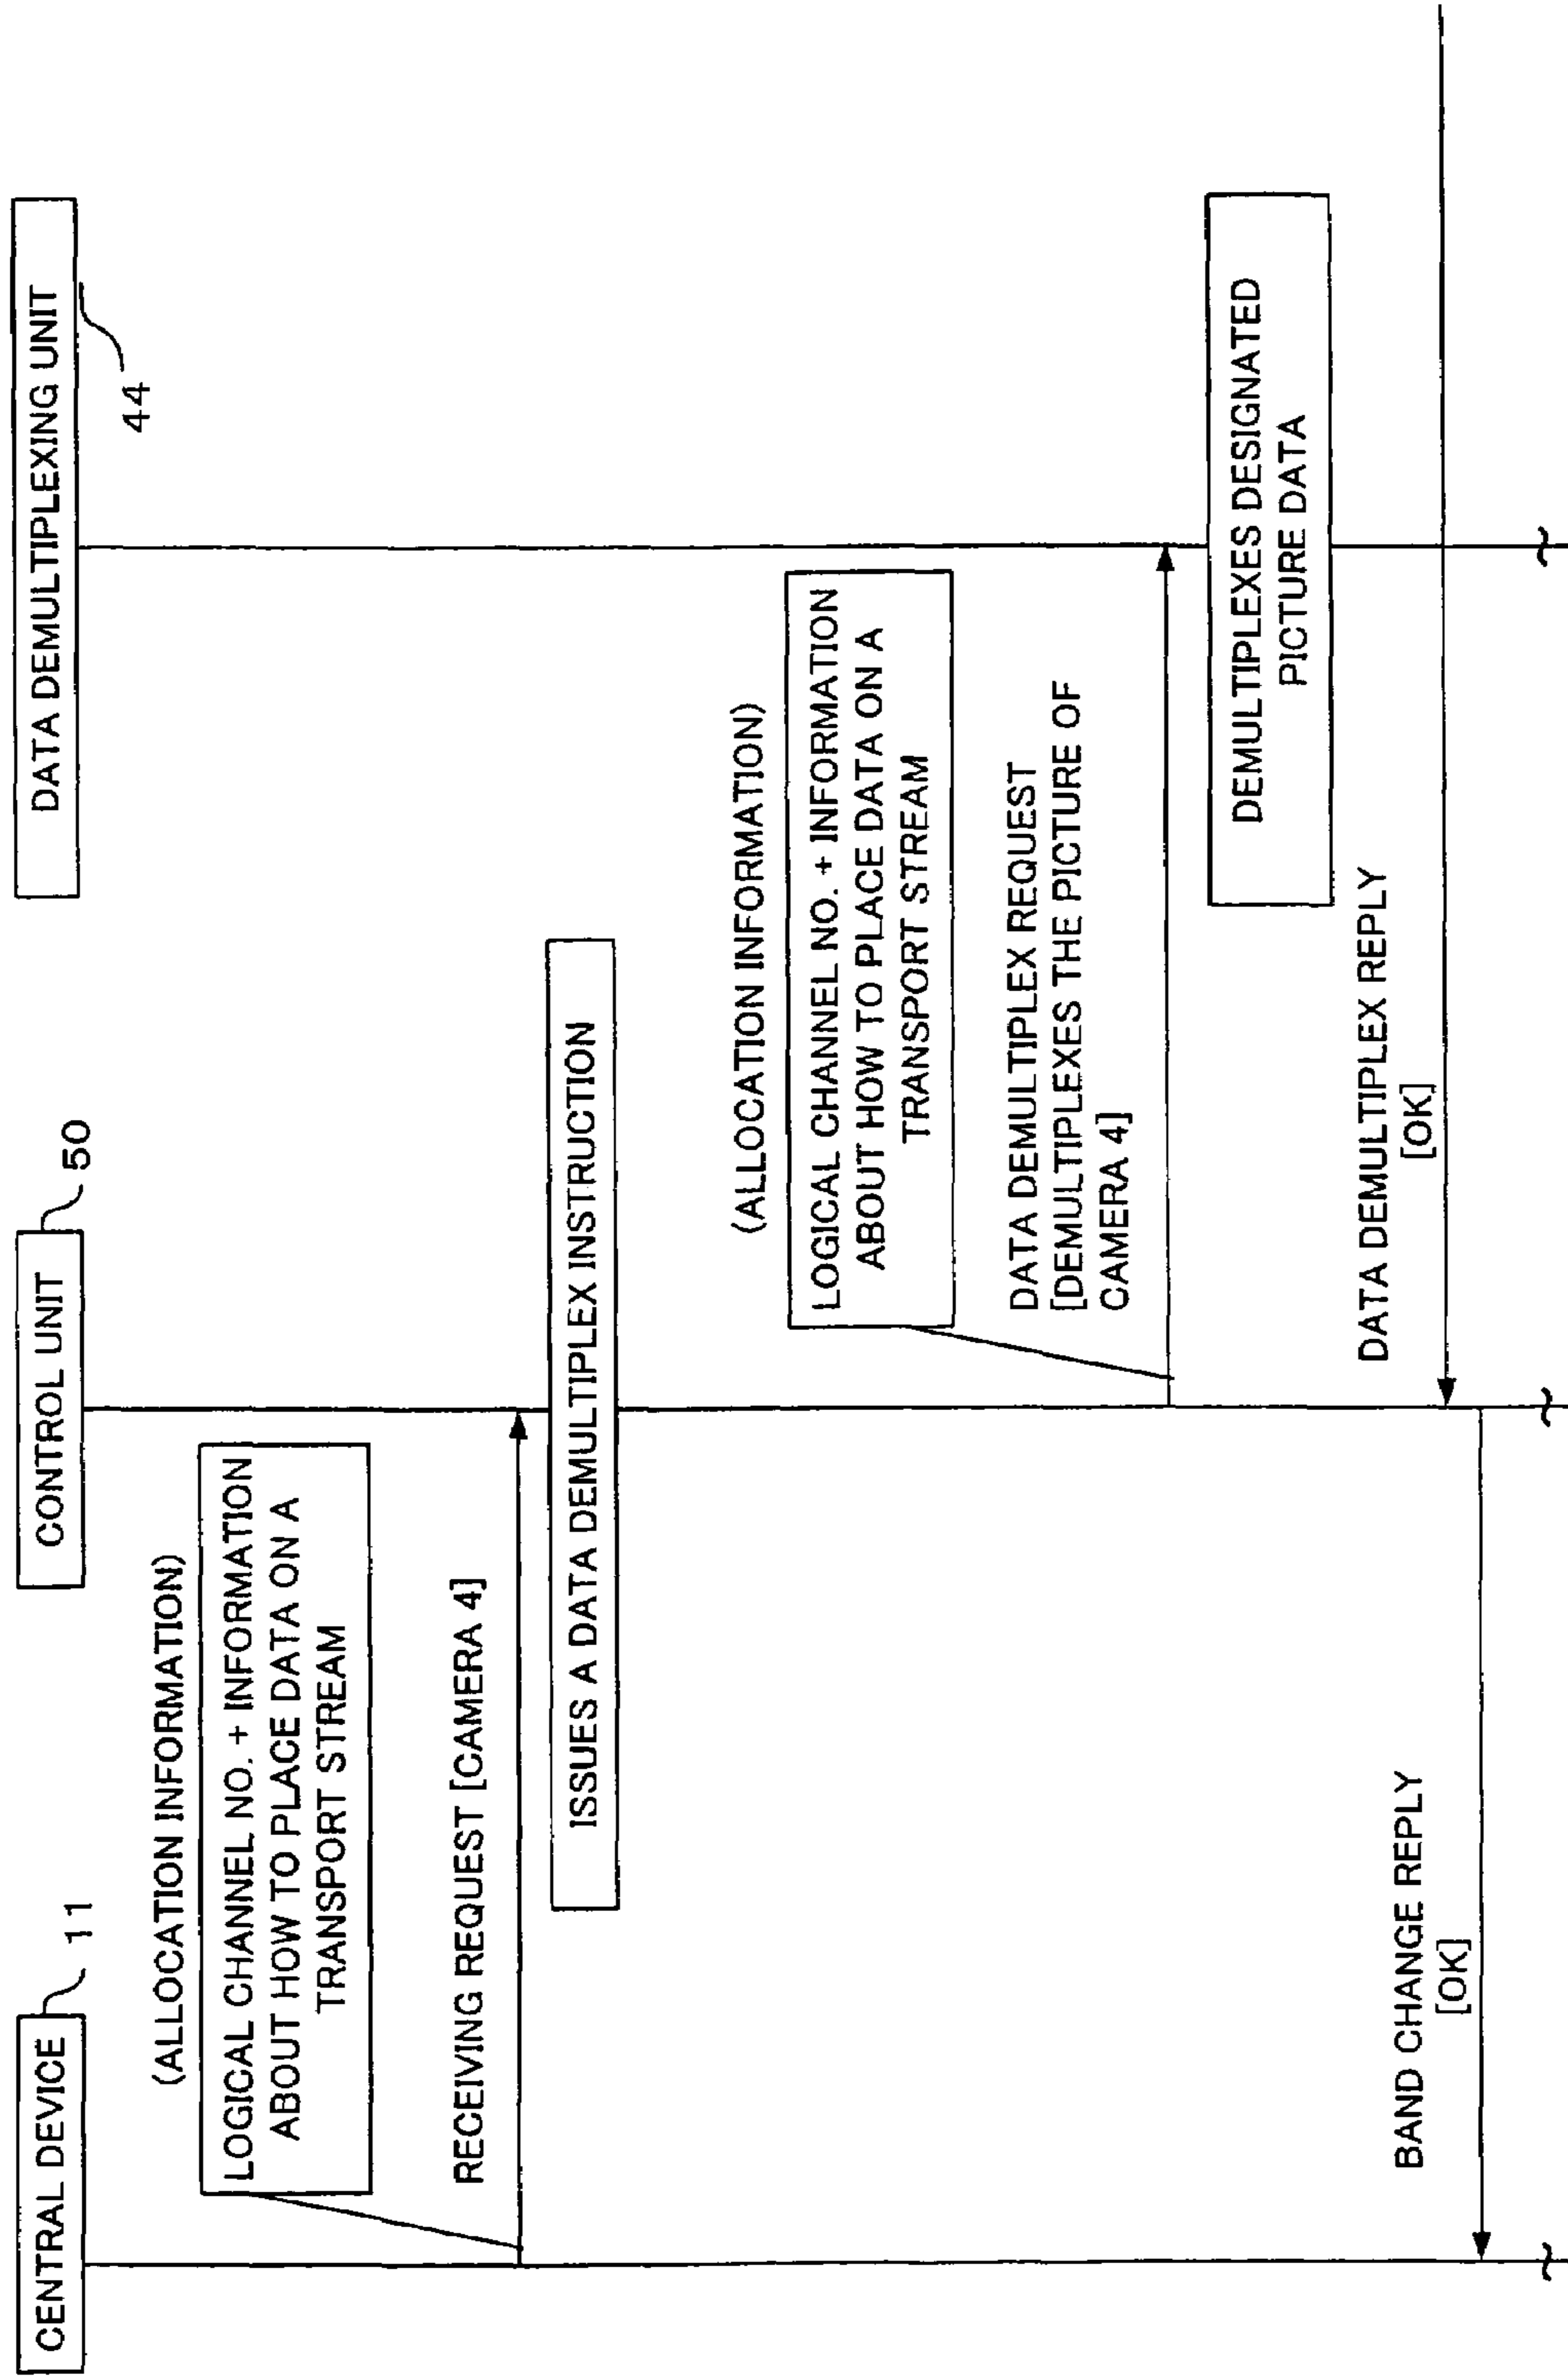 CENTRAL DEVICE
11
CONTROL UNIT
50
DATA DEMULTIPLEXING UNIT
44
(ALLOCATION INFORMATION)
LOGICAL CHANNEL NO. + INFORMATION
ABOUT HOW TO PLACE DATA ON A
TRANSPORT STREAM
RECEIVING REQUEST [CAMERA 4]
ISSUES A DATA DEMULTIPLEX INSTRUCTION
(ALLOCATION INFORMATION)
LOGICAL CHANNEL NO. + INFORMATION
ABOUT HOW TO PLACE DATA ON A
TRANSPORT STREAM
DATA DEMULTIPLEX REQUEST
[DEMULTIPLEXES THE PICTURE OF
CAMERA 4]
DEMULTIPLEXES DESIGNATED
PICTURE DATA
DATA DEMULTIPLEX REPLY
[OK]
BAND CHANGE REPLY
[OK]